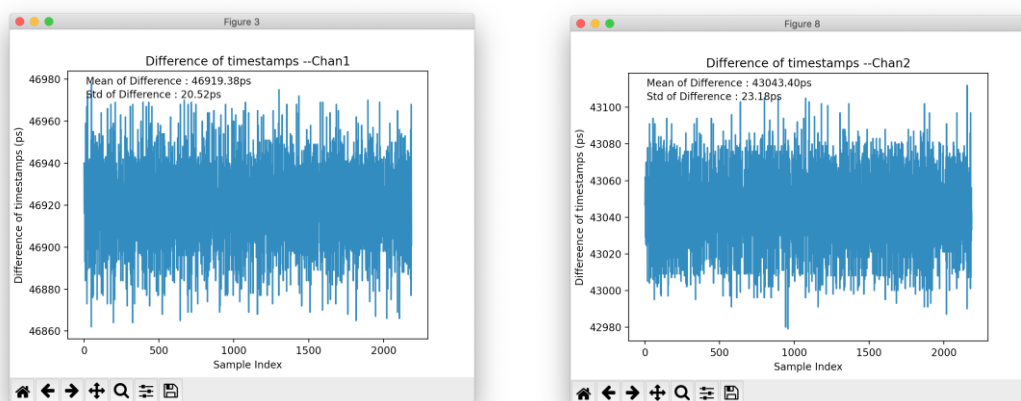 Figure 3
Difference of timestamps --Chan1
Mean of Difference : 46919.38ps
Std of Difference : 20.52ps
Differeence of timestamps (ps)
46980
46960
46940
46920
46900
46880
46860
0 500 1000 1500 2000
Sample Index
Figure 8
Difference of timestamps --Chan2
Mean of Difference : 43043.40ps
Std of Difference : 23.18ps
Differeence of timestamps (ps)
43100
43080
43060
43040
43020
43000
42980
0 500 1000 1500 2000
Sample Index